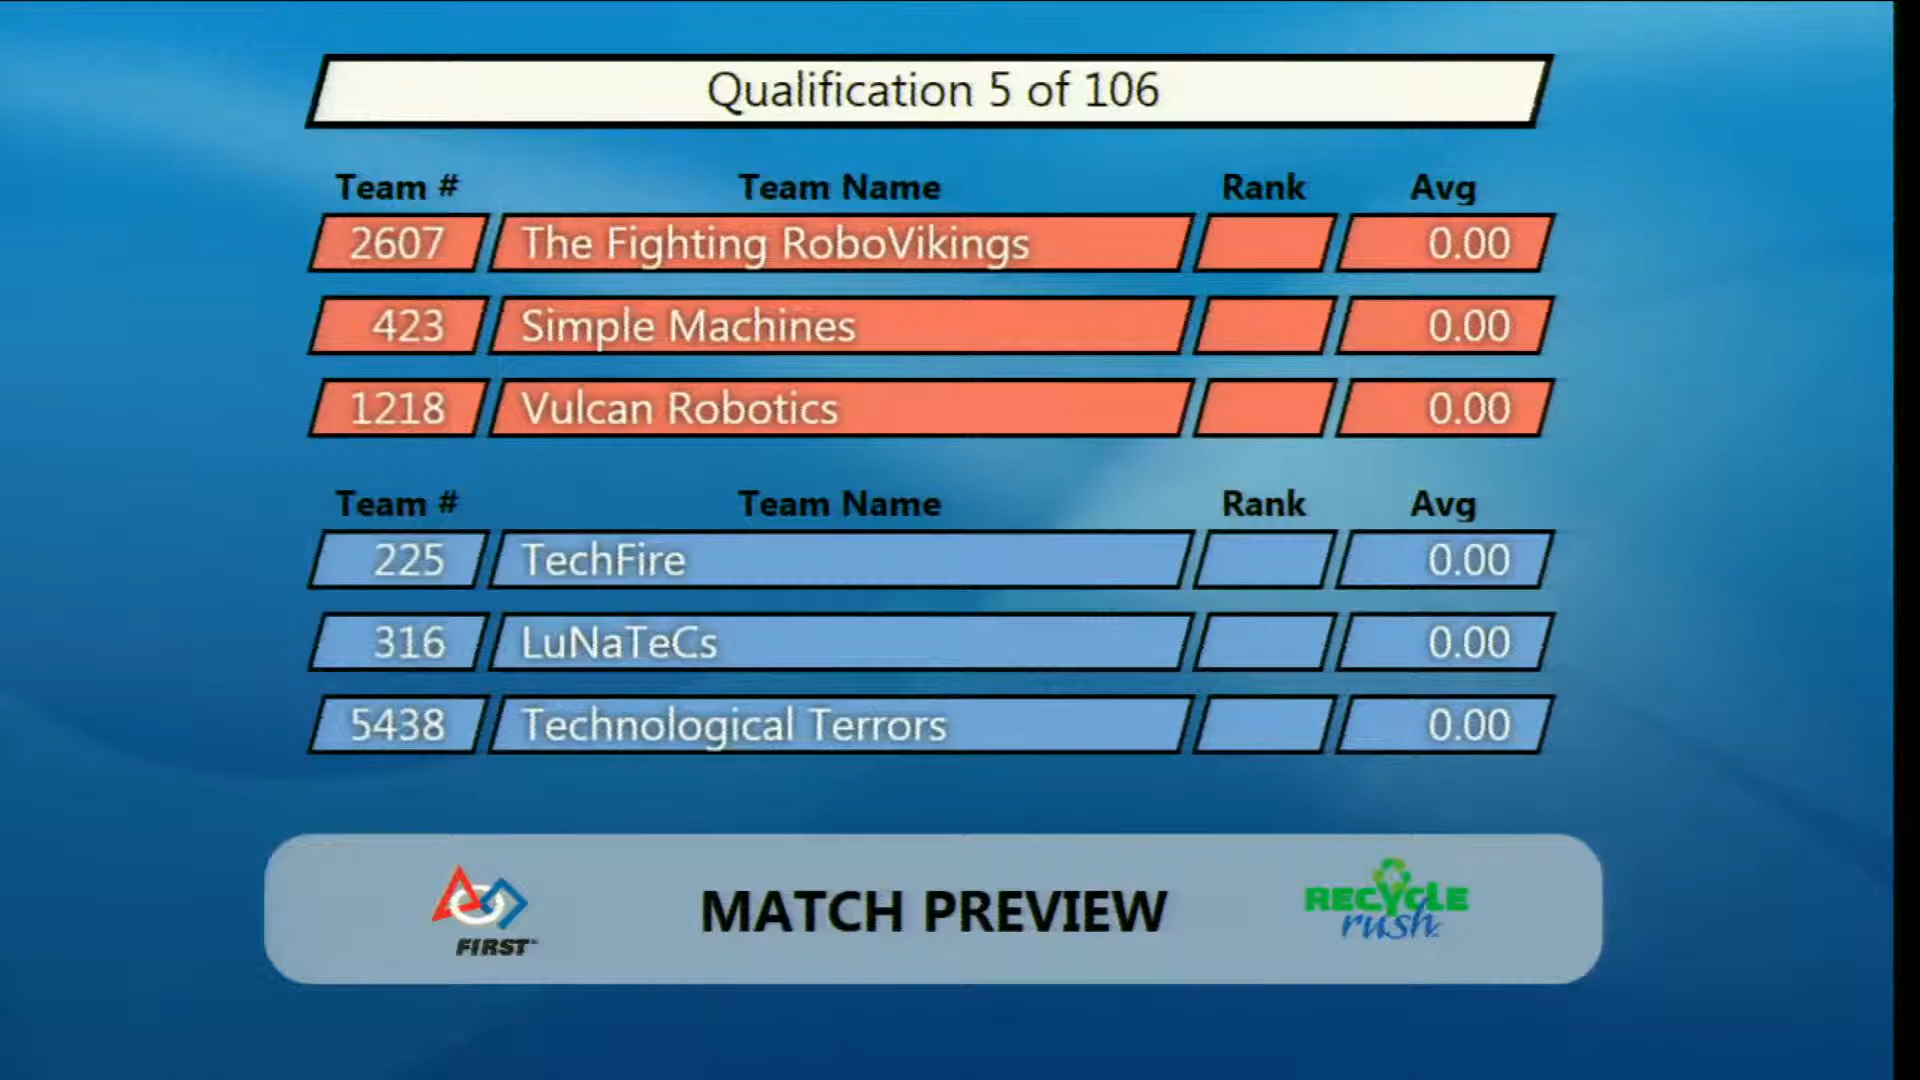 Qualification 5 of 106
Team # Team Name Rank Avg
2607 The Fighting RoboVikings 0.00
423 Simple Machines 0.00
1218 Vulcan Robotics 0.00
Team # Team Name Rank Avg
225 TechFire 0.00
316 LuNaTeCs 0.00
5438 Technological Terrors 0.00
FIRST
MATCH PREVIEW
RECYCLE
rush